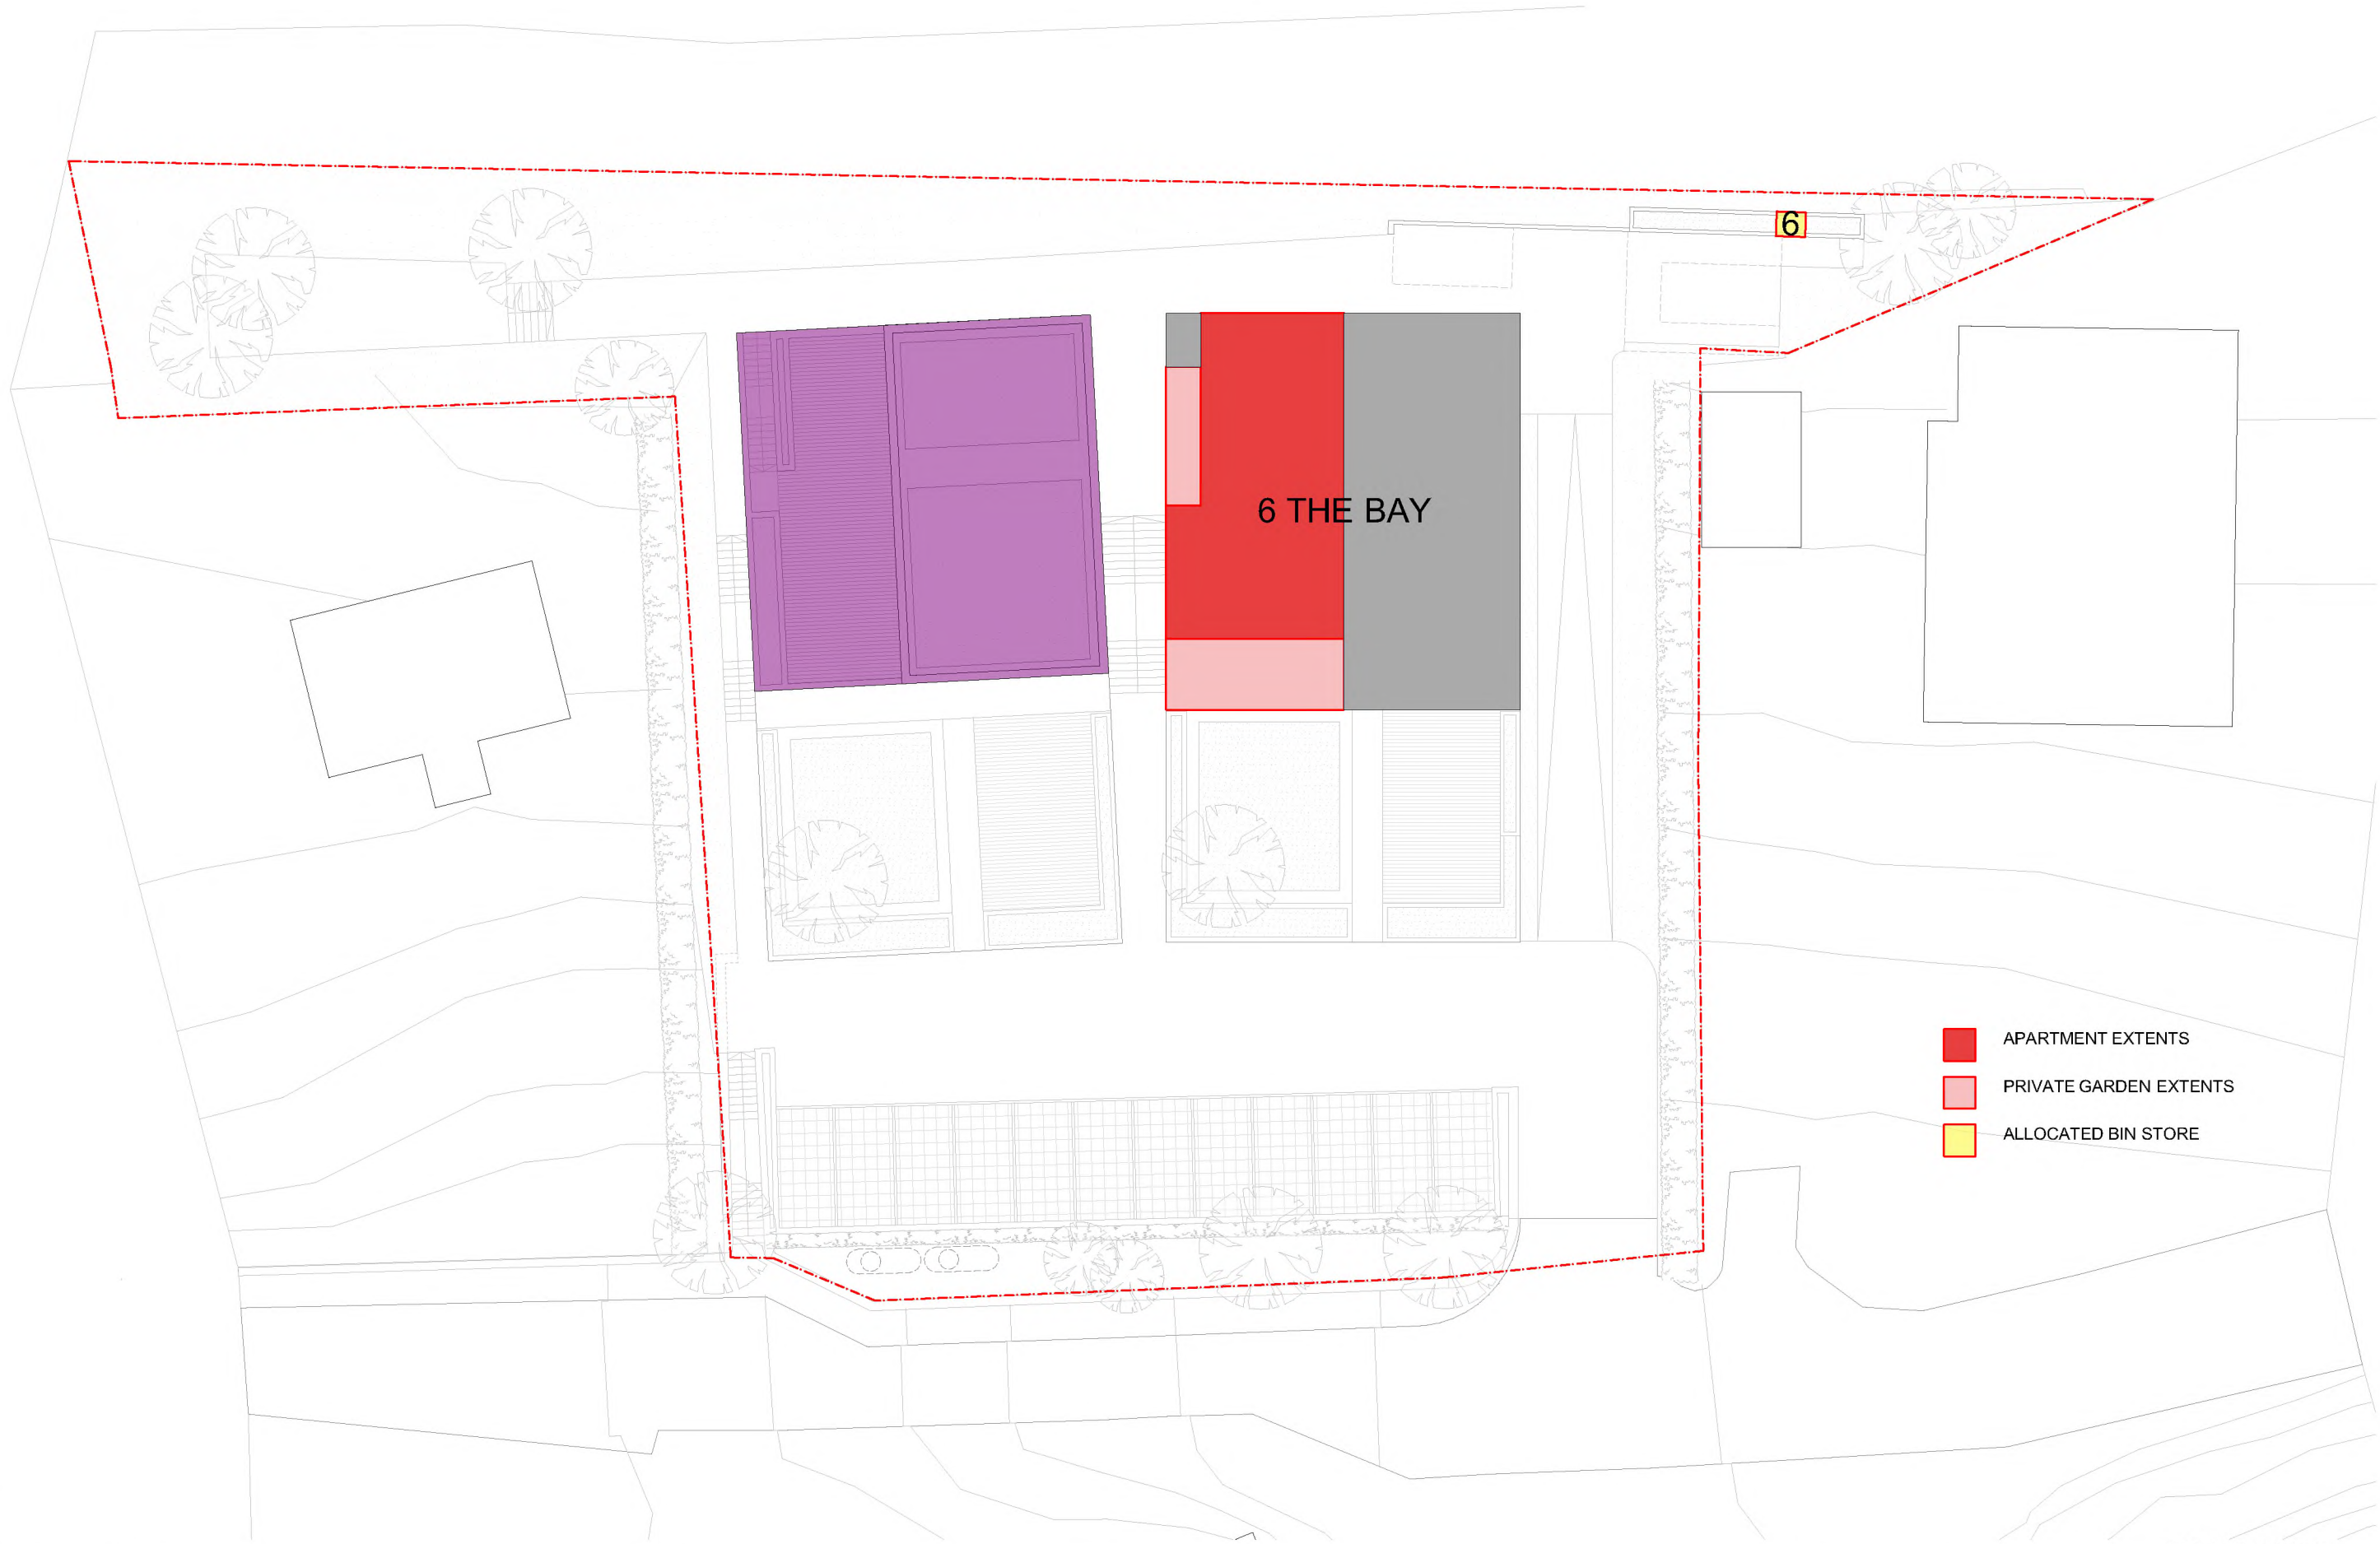 6
6 THE BAY
APARTMENT EXTENTS
PRIVATE GARDEN EXTENTS
ALLOCATED BIN STORE